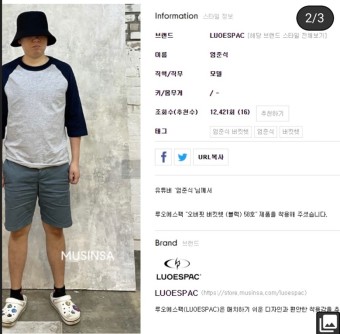 Information 스타일 정보
2/3
브랜드 LUOESPAC (해당 브랜드 스타일 전체보기)
이름 엄준식
직책/직무 모델
키/몸무게 / -
조회수(추천수) 12,421회 (16) 추천하기
태그 엄준식 버킷햇 엄준식 버킷햇
URL복사
유튜버 '엄준식'님께서
루오에스팩 '오버핏 버킷햇 (블랙) 50호' 제품을 착용해 주셨습니다.
MUSINSA
Brand 브랜드
LUOESPAC
LUOESPAC (https://store.musinsa.com/luoespac)
루오에스팩(LUOESPAC)은 매치하기 쉬운 디자인과 편안한 착용감을 추